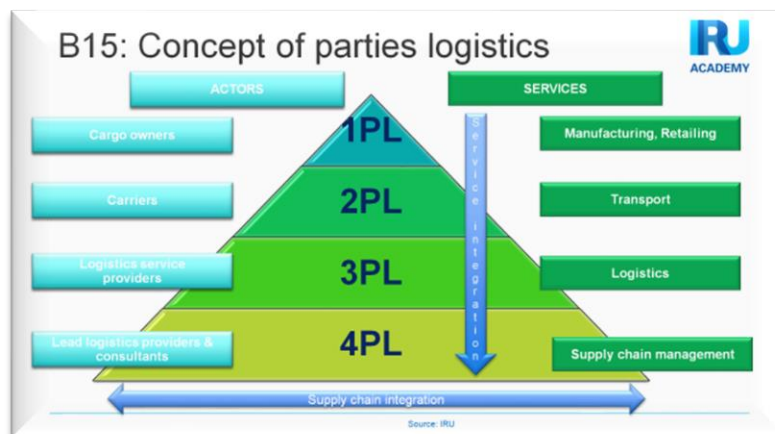 B15: Concept of parties logistics
IRU
ACADEMY
ACTORS
SERVICES
Cargo owners
1PL
Manufacturing, Retailing
Carriers
2PL
Transport
Logistics service
providers
3PL
Logistics
Lead logistics providers &
consultants
4PL
Supply chain management
Service integration
Supply chain integration
Source: IRU